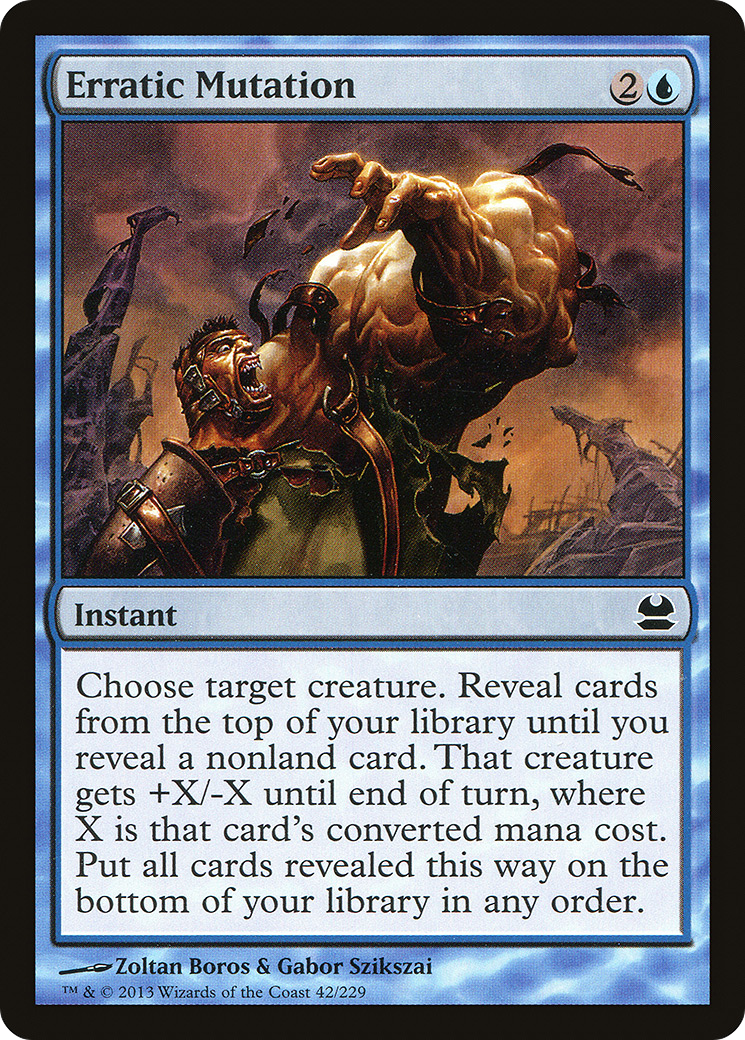 Erratic Mutation 2
Instant
Choose target creature. Reveal cards
from the top of your library until you
reveal a nonland card. That creature
gets +X/-X until end of turn, where
X is that card's converted mana cost.
Put all cards revealed this way on the
bottom of your library in any order.
Zoltan Boros & Gabor Szikszai
™ & © 2013 Wizards of the Coast 42/229